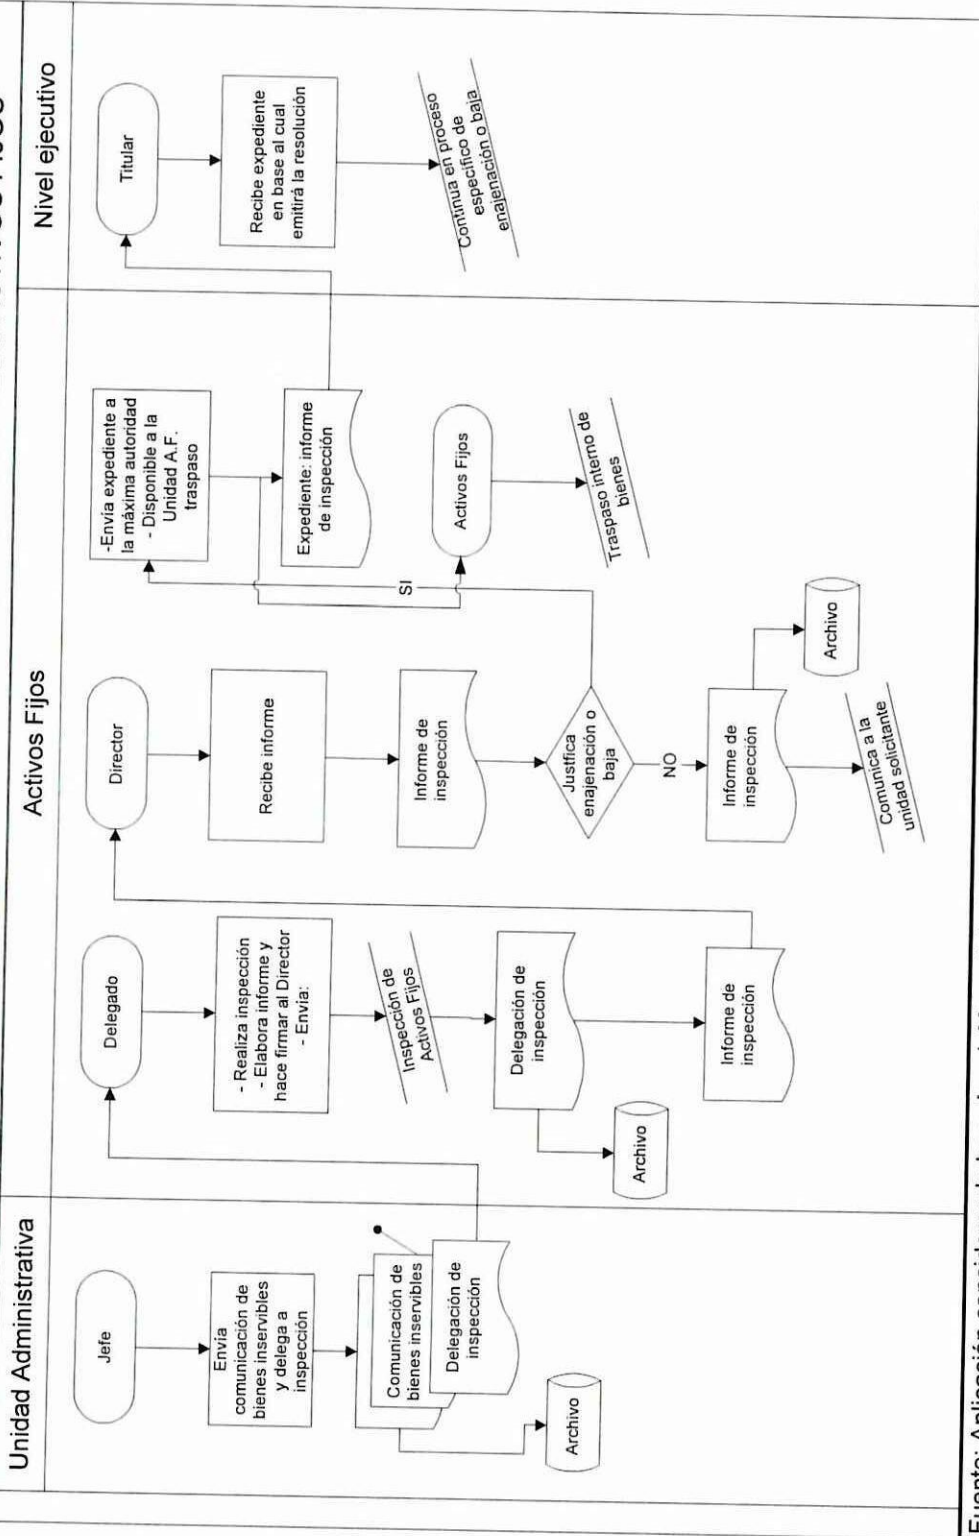 Unidad Administrativa
Activos Fijos
Nivel ejecutivo
Jefe
Envia
comunicación de
bienes inservibles
y delega a
inspección
Comunicación de
bienes inservibles
Delegación de
inspección
Archivo
Delegado
- Realiza inspección
- Elabora informe y
hace firmar al Director
- Envia:
Inspección de
Activos Fijos
Delegación de
inspección
Archivo
Informe de
inspección
Director
Recibe informe
Informe de
inspección
Justfica
enajenación o
baja
SI
NO
Informe de
inspección
Archivo
Comunica a la
unidad solicitante
-Envía expediente a
la máxima autoridad
- Disponible a la
Unidad A.F.
traspaso
Expediente: informe
de inspección
Activos Fijos
Traspaso interno de
bienes
Titular
Recibe expediente
en base al cual
emitirá la resolución
Continua en proceso
especifico de
enajenación o baja
Fuente: Aplicación